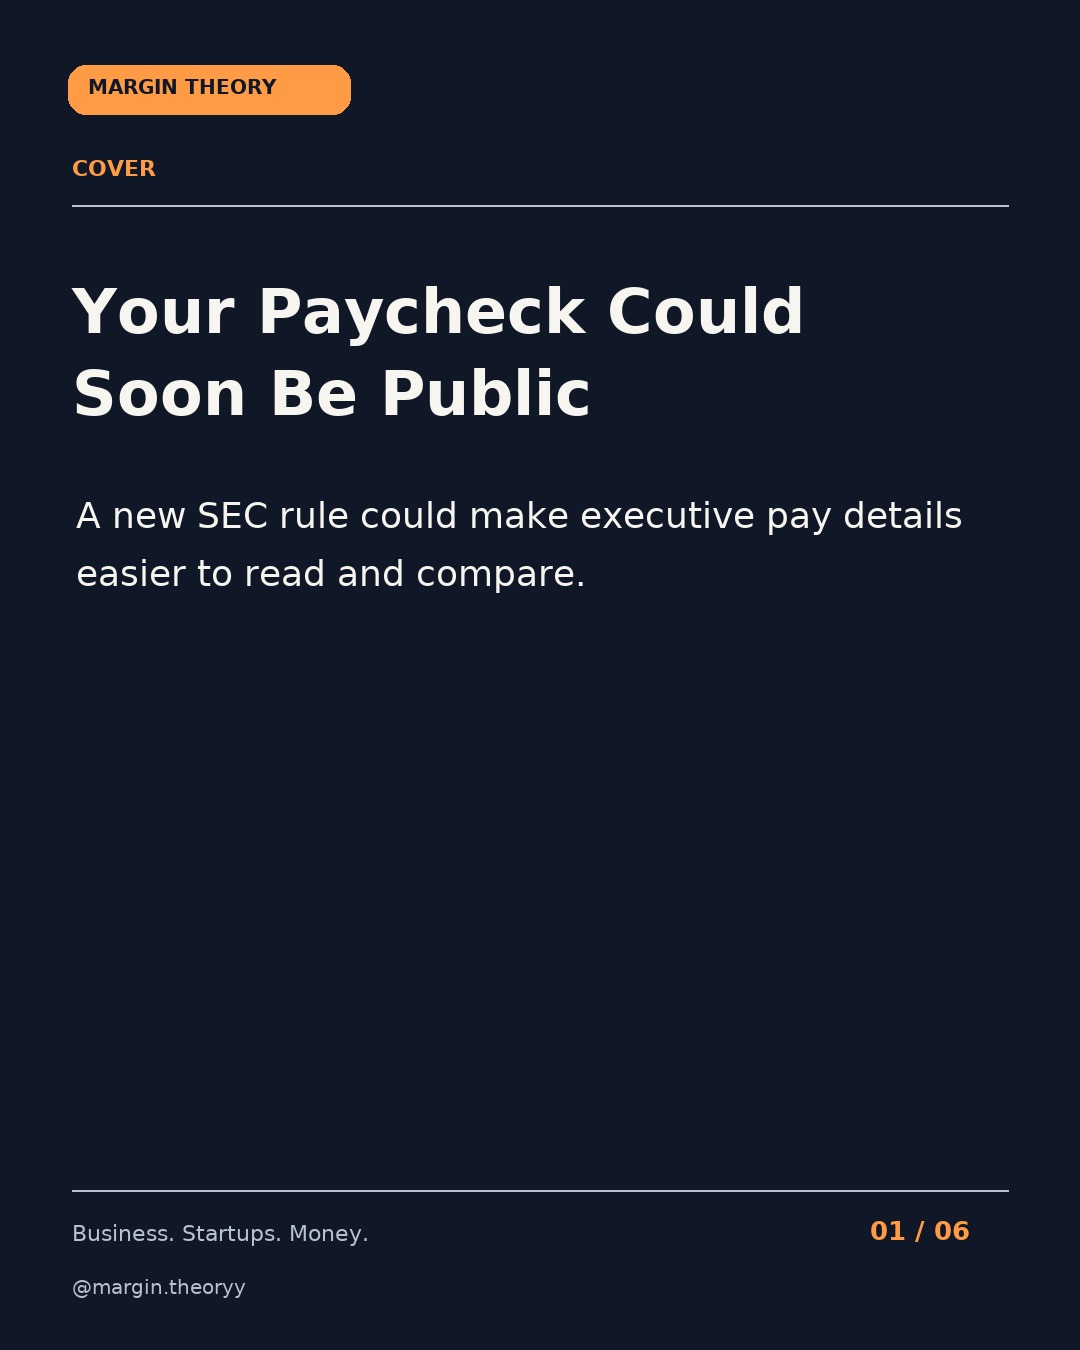 MARGIN THEORY
COVER
Your Paycheck Could
Soon Be Public
A new SEC rule could make executive pay details
easier to read and compare.
Business. Startups. Money.
01 / 06
@margin.theoryy